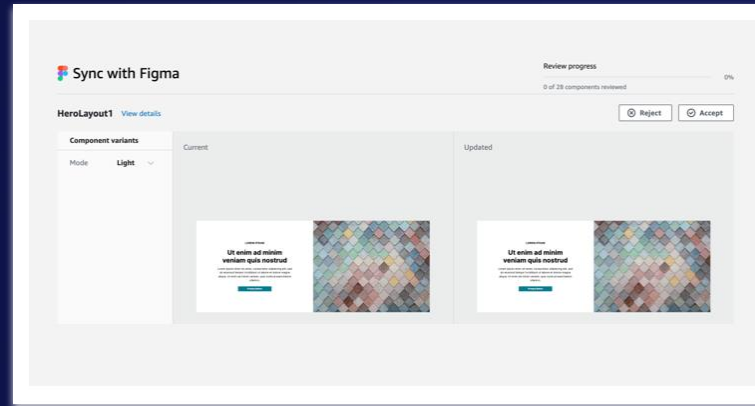 Sync with Figma
Review progress
0%
0 of 28 components reviewed
HeroLayout1 View details
Reject Accept
Component variants
Mode Light
Current
Updated
Ut enim ad minim
veniam quis nostrud
Ut enim ad minim
veniam quis nostrud